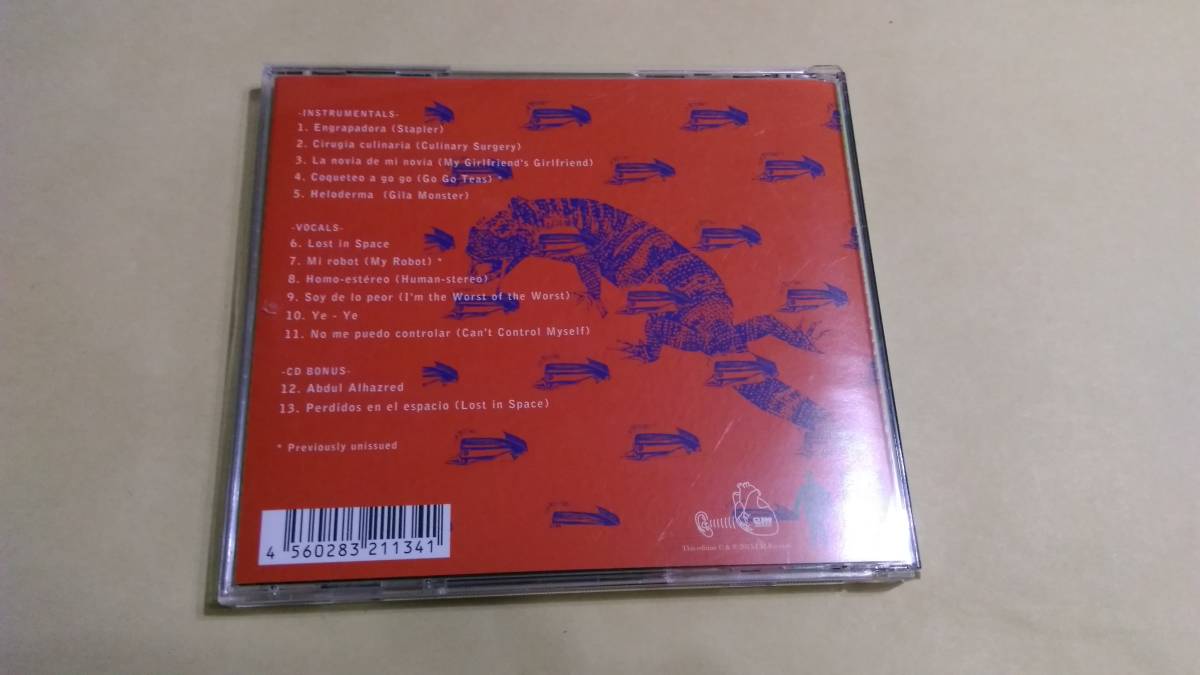 -INSTRUMENTALS-
1. Engrapadora (Stapler)
2. Cirugia culinaria (Culinary Surgery)
3. La novia de mi novia (My Girlfriend's Girlfriend)
4. Coqueteo a go go (Go Go Teas) *
5. Heloderma (Gila Monster)
-VOCALS-
6. Lost in Space
7. Mi robot (My Robot) *
8. Homo-estéreo (Human-stereo)
9. Soy de lo peor (I'm the Worst of the Worst)
10. Ye - Ye
11. No me puedo controlar (Can't Control Myself)
-CD BONUS-
12. Abdul Alhazred
13. Perdidos en el espacio (Lost in Space)
* Previously unissued
4 560283 211341
This edition